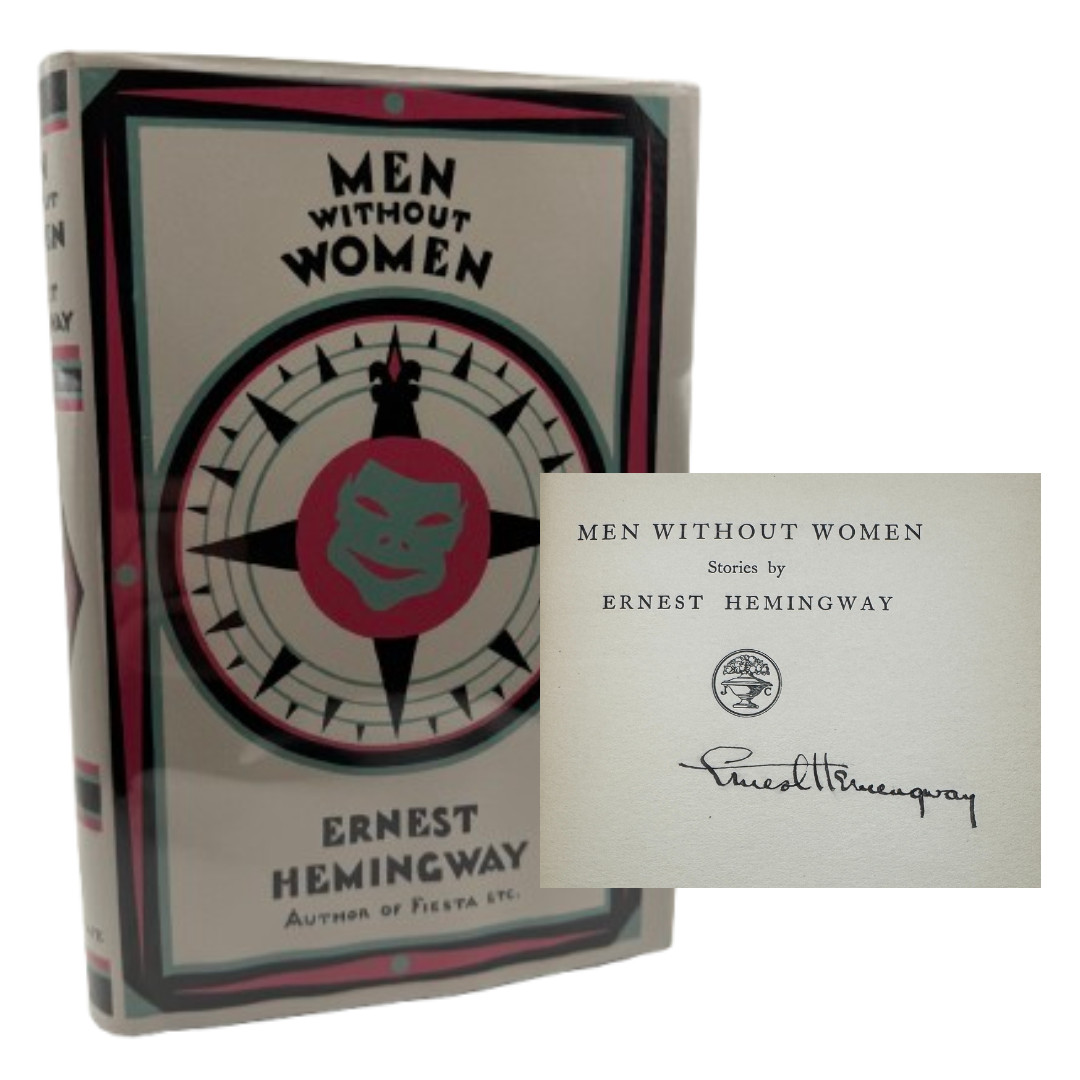 MEN
WITHOUT
WOMEN
ERNEST
HEMINGWAY
AUTHOR OF FIESTA ETC.
MEN WITHOUT WOMEN
Stories by
ERNEST HEMINGWAY
J C
Ernest Hemingway